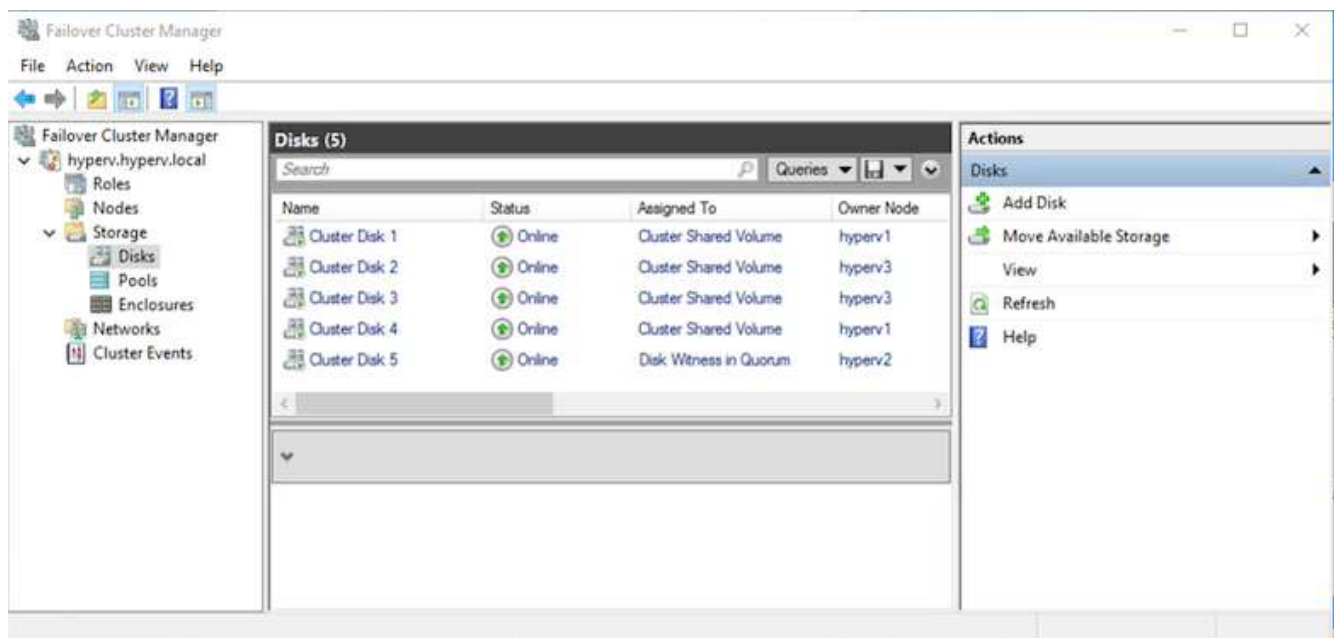 Failover Cluster Manager
File Action View Help
Failover Cluster Manager
hyperv.hyperv.local
Roles
Nodes
Storage
Disks
Pools
Enclosures
Networks
Cluster Events
Disks (5)
Search Queries
Name Status Assigned To Owner Node
Cluster Disk 1 Online Cluster Shared Volume hyperv1
Cluster Disk 2 Online Cluster Shared Volume hyperv3
Cluster Disk 3 Online Cluster Shared Volume hyperv3
Cluster Disk 4 Online Cluster Shared Volume hyperv1
Cluster Disk 5 Online Disk Witness in Quorum hyperv2
Actions
Disks
Add Disk
Move Available Storage
View
Refresh
Help